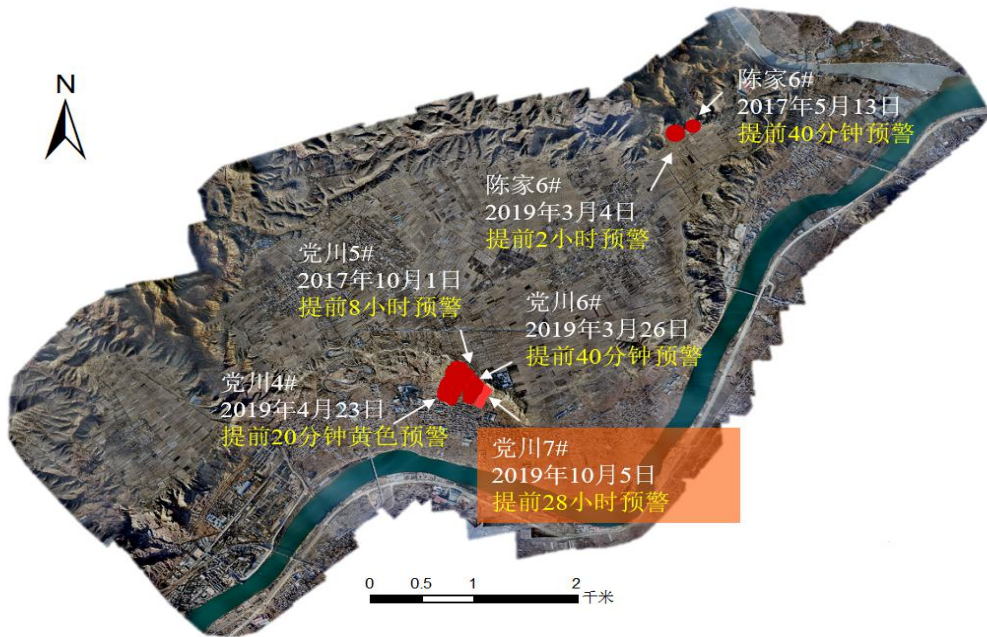 N
陈家6#
2017年5月13日
提前40分钟预警
陈家6#
2019年3月4日
提前2小时预警
党川5#
2017年10月1日
提前8小时预警
党川6#
2019年3月26日
提前40分钟预警
党川4#
2019年4月23日
提前20分钟黄色预警
党川7#
2019年10月5日
提前28小时预警
0 0.5 1 2
千米